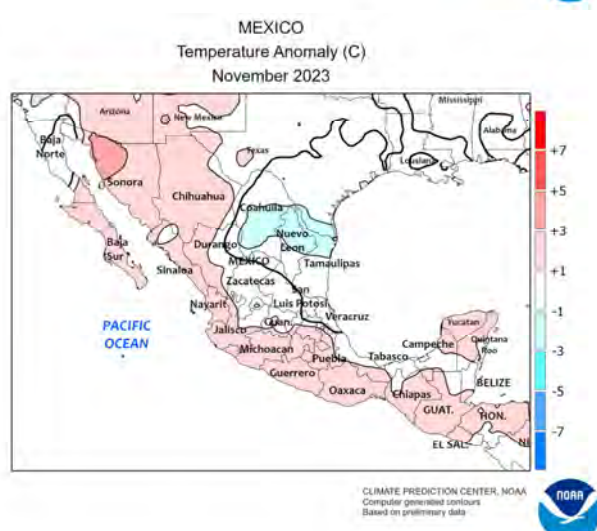 MEXICO
Temperature Anomaly (C)
November 2023
Mississippi
Arizona
New Mexico
Alabama
Baja
Norte
Texas
Louisiana
Sonora
Chihuahua
Coahuila
Baja
Sur
Nuevo
Leon
Durango
MEXICO
Tamaulipas
Sinaloa
Zacatecas
San
Luis Potosi
Nayarit
Veracruz
Guan.
Yucatan
PACIFIC
OCEAN
Jalisco
Campeche
Quintana
Roo
Michoacan
Puebla
Tabasco
Guerrero
BELIZE
Oaxaca
Chiapas
GUAT.
HON.
EL SAL.
NI
+7
+5
+3
+1
-1
-3
-5
-7
CLIMATE PREDICTION CENTER, NOAA
Computer generated contours
Based on preliminary data
NOAA